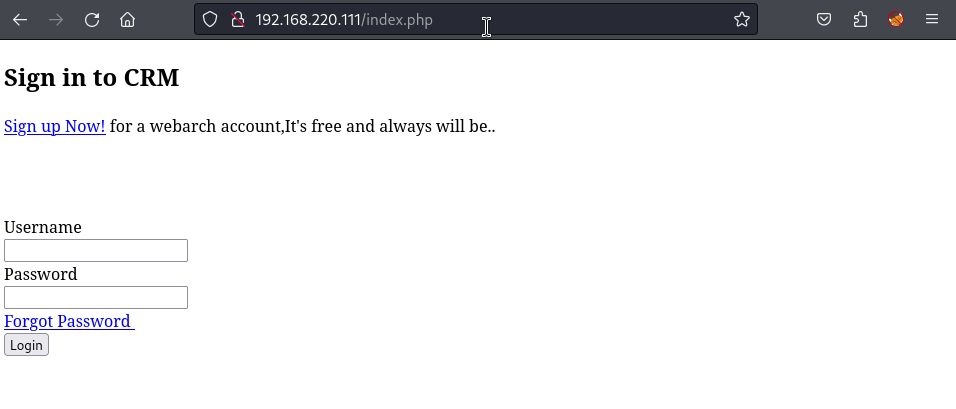 192.168.220.111/index.php
Sign in to CRM
Sign up Now! for a webarch account,It's free and always will be..
Username
Password
Forgot Password
Login